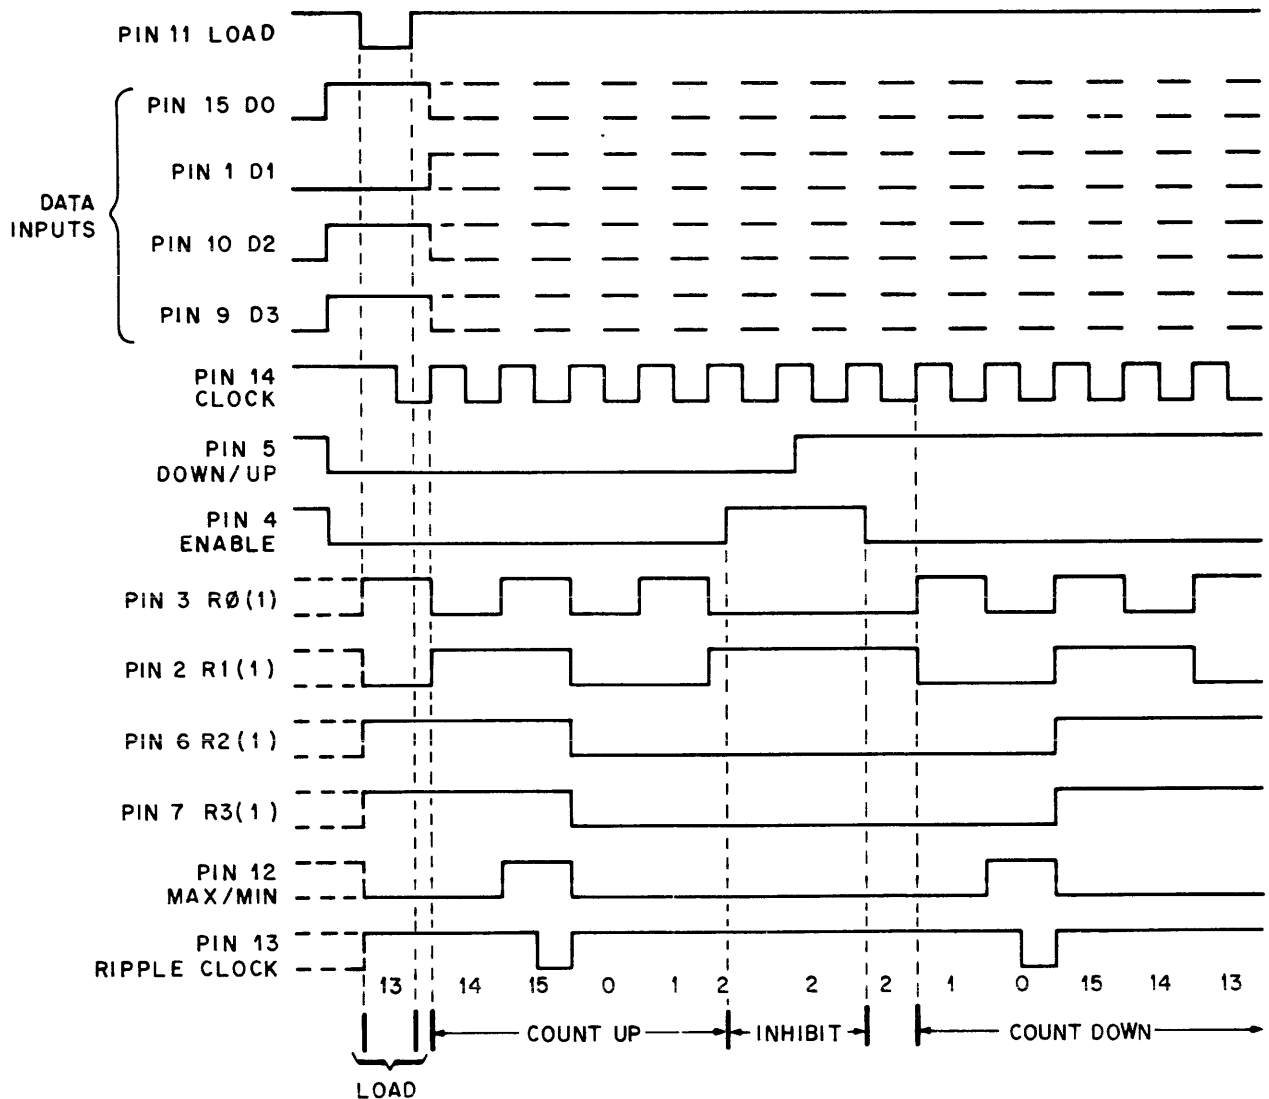 PIN 11 LOAD
PIN 15 D0
PIN 1 D1
DATA
INPUTS
PIN 10 D2
PIN 9 D3
PIN 14
CLOCK
PIN 5
DOWN/UP
PIN 4
ENABLE
PIN 3 RØ(1)
PIN 2 R1(1)
PIN 6 R2(1)
PIN 7 R3(1)
PIN 12
MAX/MIN
PIN 13
RIPPLE CLOCK
13 14 15 0 1 2 2 2 1 0 15 14 13
COUNT UP INHIBIT COUNT DOWN
LOAD